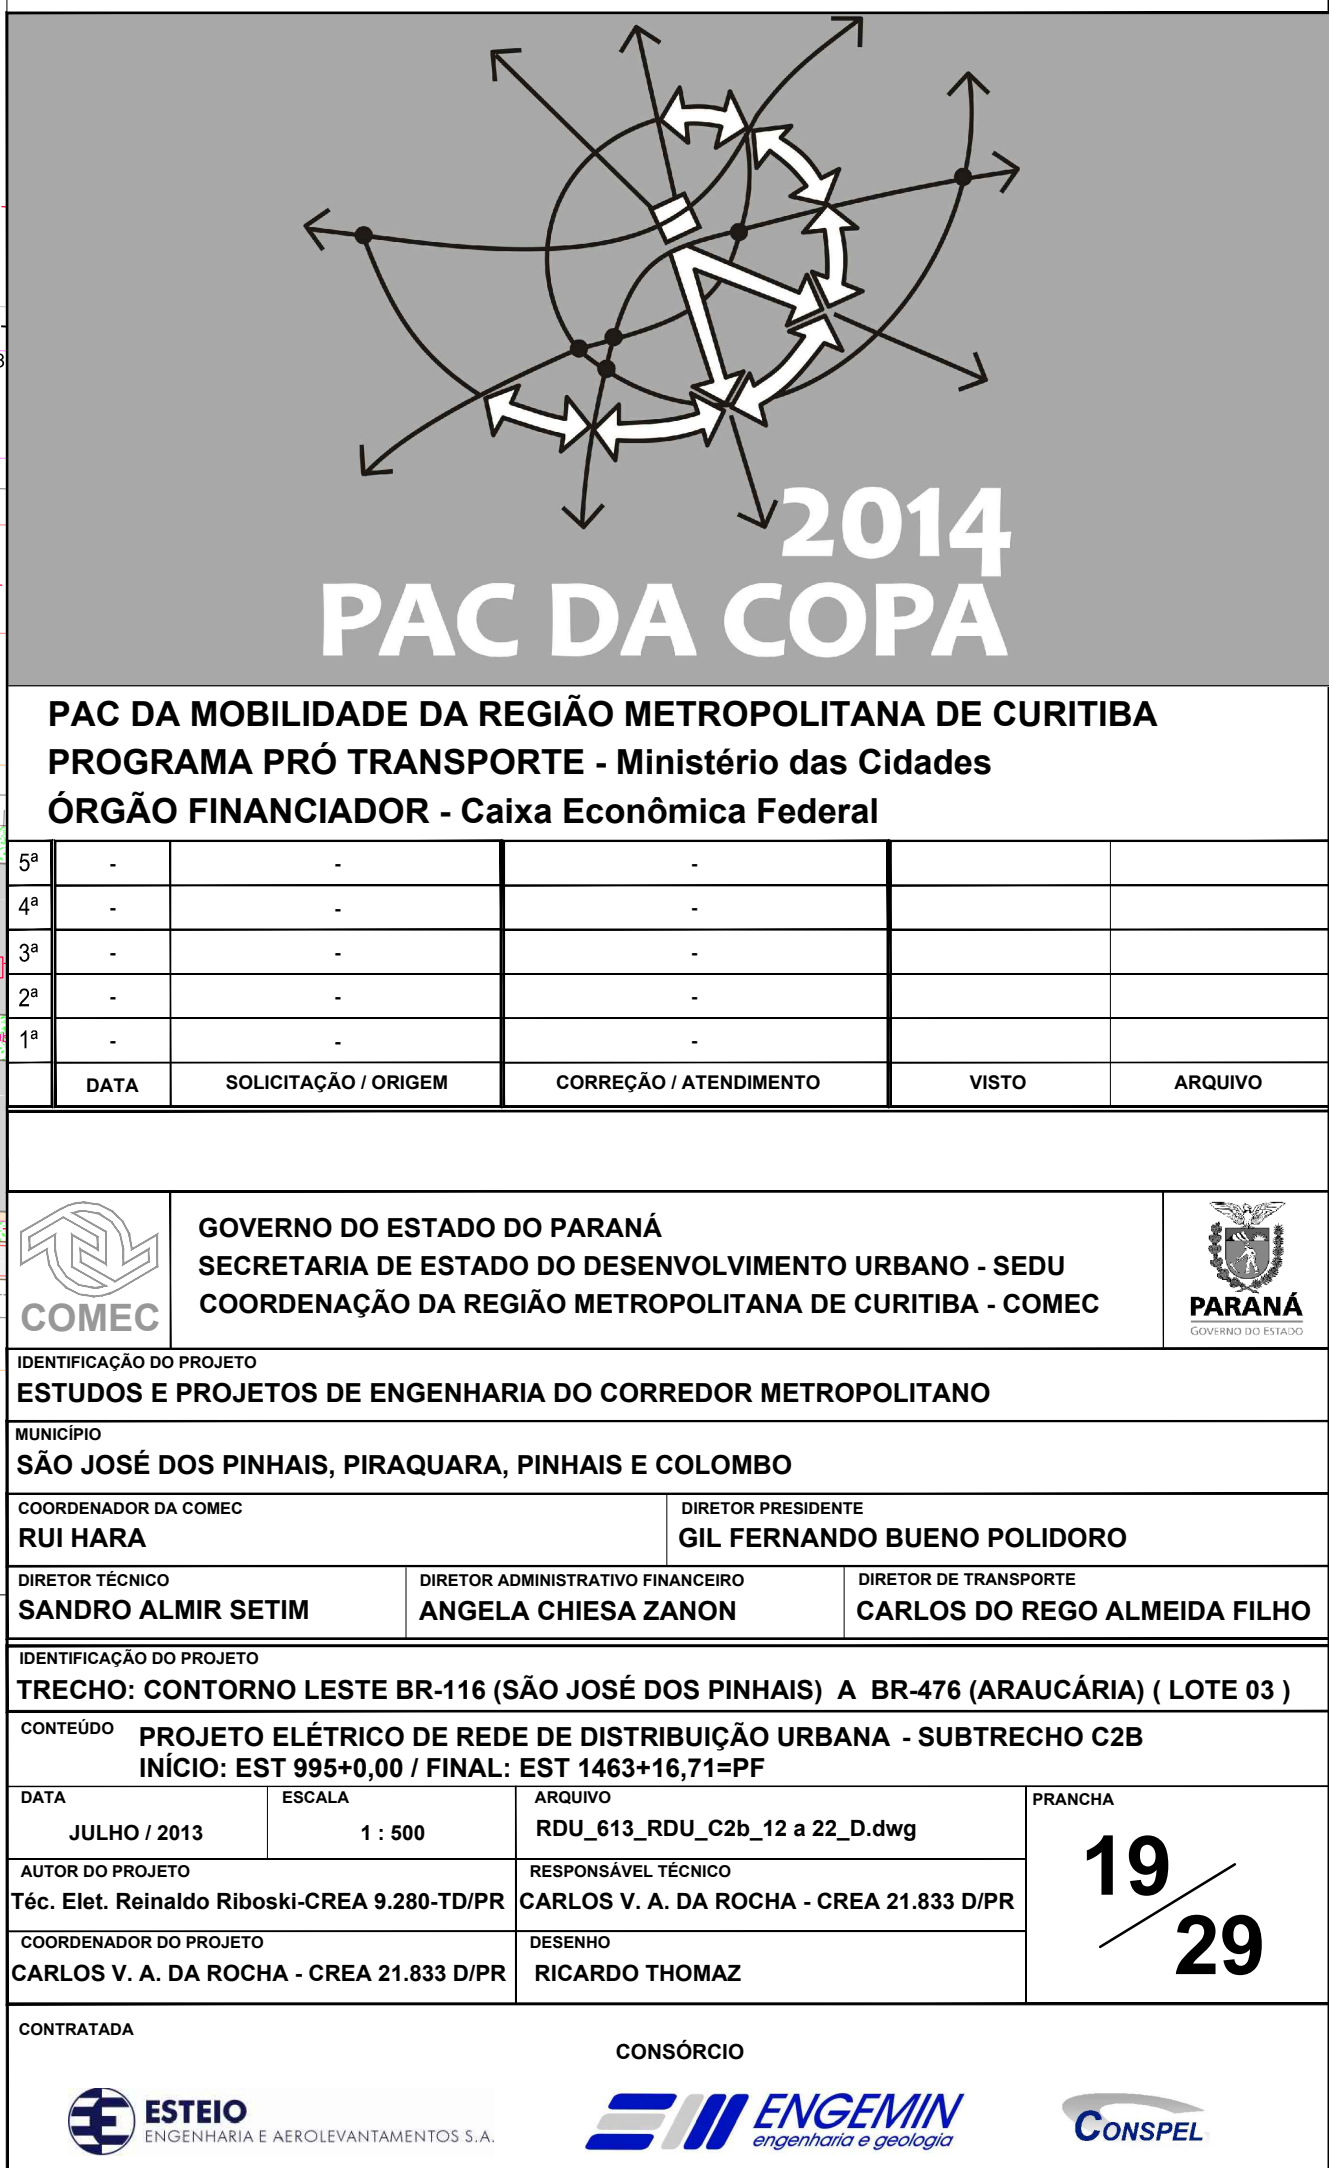 2014
PAC DA COPA
PAC DA MOBILIDADE DA REGIÃO METROPOLITANA DE CURITIBA
PROGRAMA PRÓ TRANSPORTE - Ministério das Cidades
ÓRGÃO FINANCIADOR - Caixa Econômica Federal
5ª - - -
4ª - - -
3ª - - -
2ª - - -
1ª - - -
DATA SOLICITAÇÃO / ORIGEM CORREÇÃO / ATENDIMENTO VISTO ARQUIVO
COMEC
GOVERNO DO ESTADO DO PARANÁ
SECRETARIA DE ESTADO DO DESENVOLVIMENTO URBANO - SEDU
COORDENAÇÃO DA REGIÃO METROPOLITANA DE CURITIBA - COMEC
PARANÁ
GOVERNO DO ESTADO
IDENTIFICAÇÃO DO PROJETO
ESTUDOS E PROJETOS DE ENGENHARIA DO CORREDOR METROPOLITANO
MUNICÍPIO
SÃO JOSÉ DOS PINHAIS, PIRAQUARA, PINHAIS E COLOMBO
COORDENADOR DA COMEC
RUI HARA
DIRETOR PRESIDENTE
GIL FERNANDO BUENO POLIDORO
DIRETOR TÉCNICO
SANDRO ALMIR SETIM
DIRETOR ADMINISTRATIVO FINANCEIRO
ANGELA CHIESA ZANON
DIRETOR DE TRANSPORTE
CARLOS DO REGO ALMEIDA FILHO
IDENTIFICAÇÃO DO PROJETO
TRECHO: CONTORNO LESTE BR-116 (SÃO JOSÉ DOS PINHAIS) A BR-476 (ARAUCÁRIA) ( LOTE 03 )
CONTEÚDO
PROJETO ELÉTRICO DE REDE DE DISTRIBUIÇÃO URBANA - SUBTRECHO C2B
INÍCIO: EST 995+0,00 / FINAL: EST 1463+16,71=PF
DATA
JULHO / 2013
ESCALA
1 : 500
ARQUIVO
RDU_613_RDU_C2b_12 a 22_D.dwg
PRANCHA
19
29
AUTOR DO PROJETO
Téc. Elet. Reinaldo Riboski-CREA 9.280-TD/PR
RESPONSÁVEL TÉCNICO
CARLOS V. A. DA ROCHA - CREA 21.833 D/PR
COORDENADOR DO PROJETO
CARLOS V. A. DA ROCHA - CREA 21.833 D/PR
DESENHO
RICARDO THOMAZ
CONTRATADA
CONSÓRCIO
ESTEIO
ENGENHARIA E AEROLEVANTAMENTOS S.A.
ENGEMIN
engenharia e geologia
CONSPEL